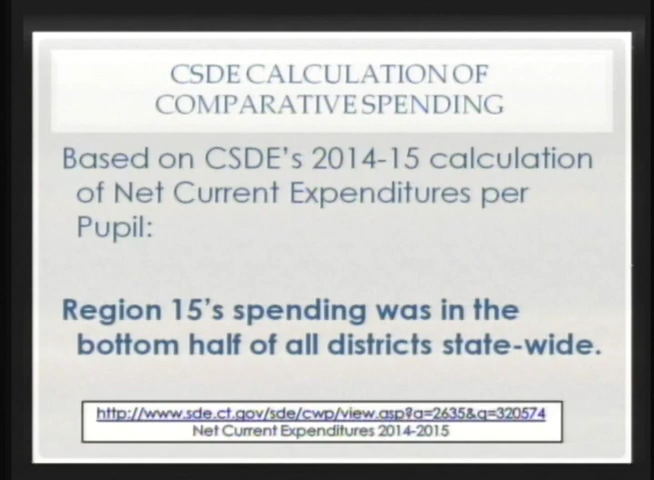 CSDE CALCULATION OF
COMPARATIVE SPENDING
Based on CSDE's 2014-15 calculation
of Net Current Expenditures per
Pupil:
Region 15's spending was in the
bottom half of all districts state-wide.
http://www.sde.ct.gov/sde/cwp/view.asp?a=2635&q=320574
Net Current Expenditures 2014-2015